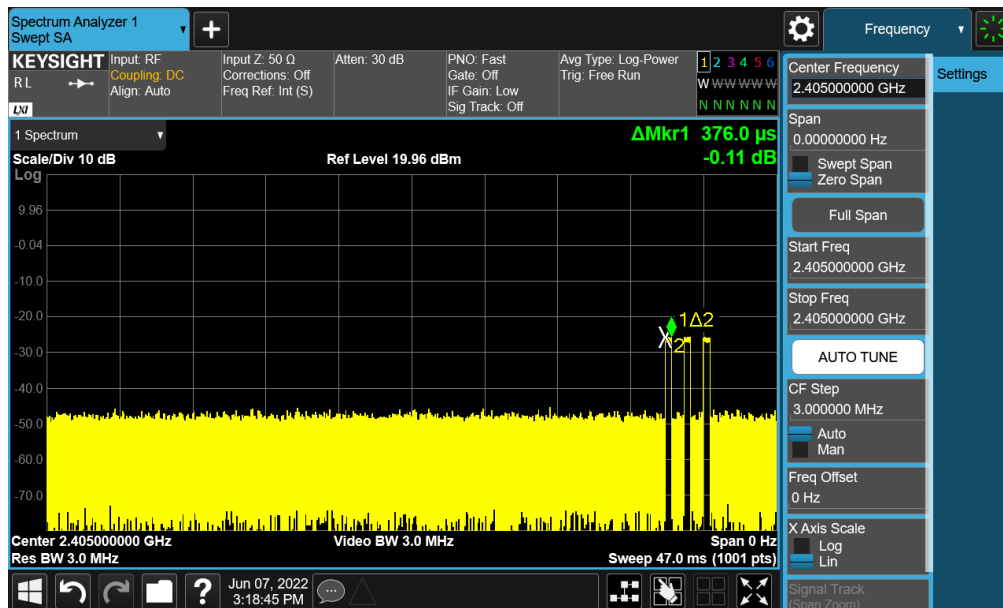 Spectrum Analyzer 1
Swept SA
+
Frequency
KEYSIGHT
R L
LXI
Input: RF
Coupling: DC
Align: Auto
Input Z: 50 Ω
Corrections: Off
Freq Ref: Int (S)
Atten: 30 dB
PNO: Fast
Gate: Off
IF Gain: Low
Sig Track: Off
Avg Type: Log-Power
Trig: Free Run
1 2 3 4 5 6
W W W W W W
N N N N N N
1 Spectrum
Scale/Div 10 dB
Ref Level 19.96 dBm
ΔMkr1 376.0 µs
-0.11 dB
Log
9.96
-0.04
-10.0
-20.0
-30.0
-40.0
-50.0
-60.0
-70.0
1Δ2
X2
Center 2.405000000 GHz
Video BW 3.0 MHz
Span 0 Hz
Res BW 3.0 MHz
Sweep 47.0 ms (1001 pts)
Center Frequency
2.405000000 GHz
Settings
Span
0.00000000 Hz
Swept Span
Zero Span
Full Span
Start Freq
2.405000000 GHz
Stop Freq
2.405000000 GHz
AUTO TUNE
CF Step
3.000000 MHz
Auto
Man
Freq Offset
0 Hz
X Axis Scale
Log
Lin
Signal Track
(Span Zoom)
?
Jun 07, 2022
3:18:45 PM